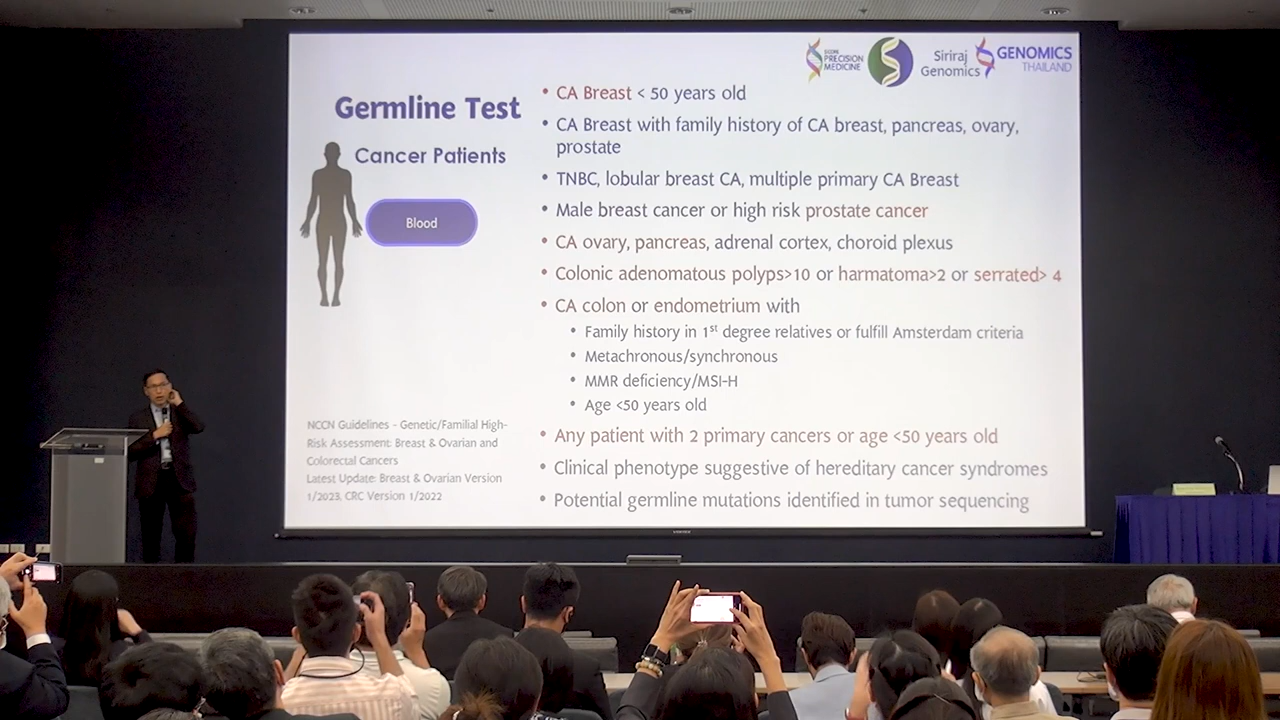 SiCORE
PRECISION
MEDICINE
Siriraj
Genomics
GENOMICS
THAILAND
Germline Test
Cancer Patients
Blood
• CA Breast < 50 years old
• CA Breast with family history of CA breast, pancreas, ovary,
prostate
• TNBC, lobular breast CA, multiple primary CA Breast
• Male breast cancer or high risk prostate cancer
• CA ovary, pancreas, adrenal cortex, choroid plexus
• Colonic adenomatous polyps>10 or harmatoma>2 or serrated> 4
• CA colon or endometrium with
• Family history in 1st degree relatives or fulfill Amsterdam criteria
• Metachronous/synchronous
• MMR deficiency/MSI-H
• Age <50 years old
• Any patient with 2 primary cancers or age <50 years old
• Clinical phenotype suggestive of hereditary cancer syndromes
• Potential germline mutations identified in tumor sequencing
NCCN Guidelines - Genetic/Familial High-
Risk Assessment: Breast & Ovarian and
Colorectal Cancers
Latest Update: Breast & Ovarian Version
1/2023, CRC Version 1/2022